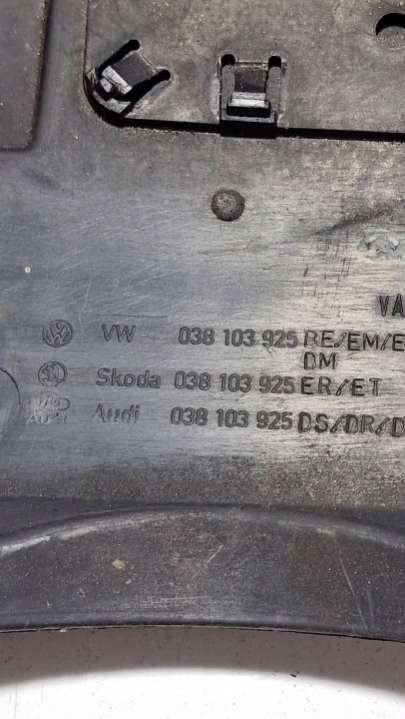 VA
VW 038 103 925 BE/EM/E
DM
Skoda 038 103 925 ER/ET
Audi 038 103 925 DS/DR/D